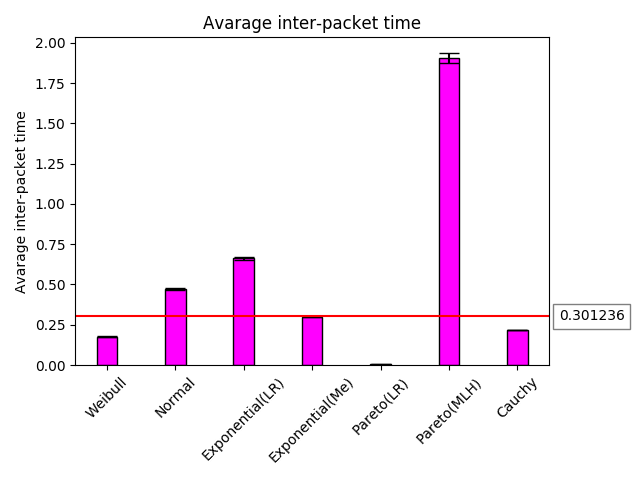 Avarage inter-packet time
Avarage inter-packet time
2.00
1.75
1.50
1.25
1.00
0.75
0.50
0.25
0.00
0.301236
Weibull
Normal
Exponential(LR)
Exponential(Me)
Pareto(LR)
Pareto(MLH)
Cauchy